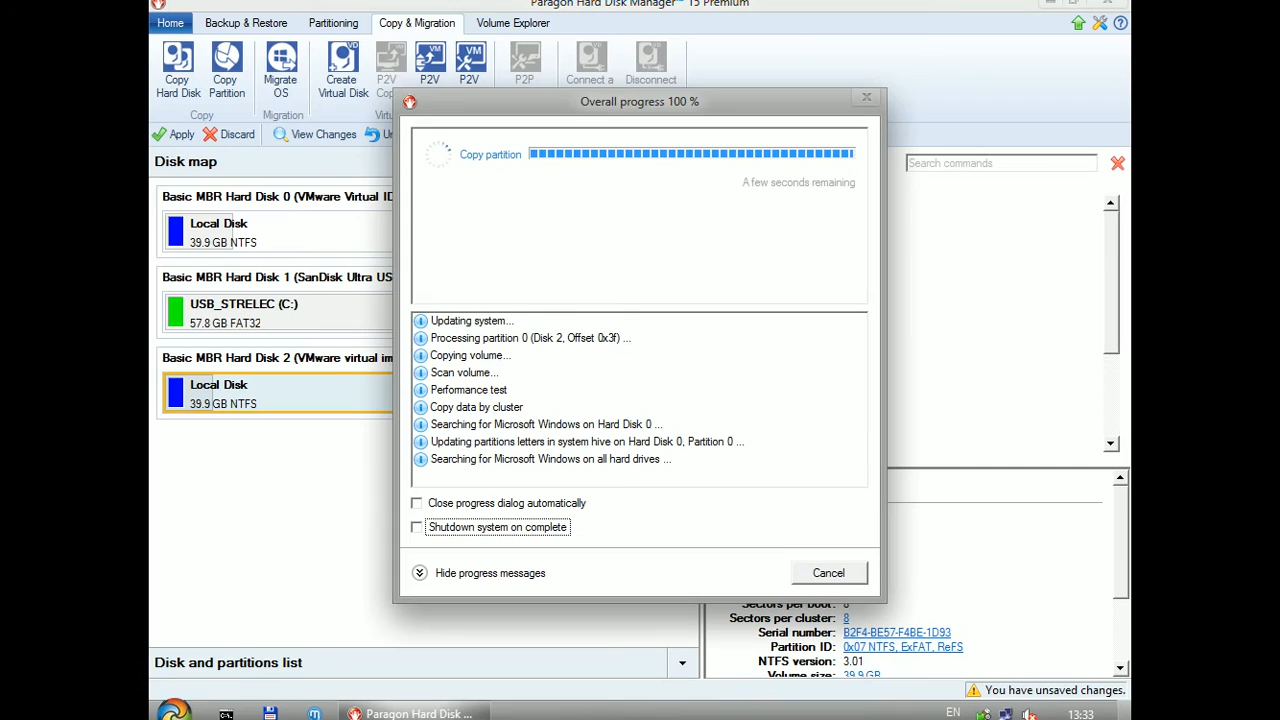 Paragon Hard Disk Manager™ 15 Premium
Home
Backup & Restore
Partitioning
Copy & Migration
Volume Explorer
Copy
Hard Disk
Copy
Partition
Migrate
OS
Create
Virtual Disk
P2V
P2V
P2V
P2P
Connect a
Disconnect
Copy
Migration
Apply
Discard
View Changes
Disk map
Search commands
Basic MBR Hard Disk 0 (VMware Virtual ID
Local Disk
39.9 GB NTFS
Basic MBR Hard Disk 1 (SanDisk Ultra US
USB_STRELEC (C:)
57.8 GB FAT32
Basic MBR Hard Disk 2 (VMware virtual im
Local Disk
39.9 GB NTFS
Overall progress 100 %
Copy partition
A few seconds remaining
Updating system...
Processing partition 0 (Disk 2, Offset 0x3f) ...
Copying volume...
Scan volume...
Performance test
Copy data by cluster
Searching for Microsoft Windows on Hard Disk 0 ...
Updating partitions letters in system hive on Hard Disk 0, Partition 0 ...
Searching for Microsoft Windows on all hard drives ...
Close progress dialog automatically
Shutdown system on complete
Hide progress messages
Cancel
Sectors per boot: 8
Sectors per cluster: 8
Serial number: B2F4-BE57-F4BE-1D93
Partition ID: 0x07 NTFS, ExFAT, ReFS
NTFS version: 3.01
Volume size: 39.9 GB
Disk and partitions list
You have unsaved changes.
Paragon Hard Disk ...
EN
13:33